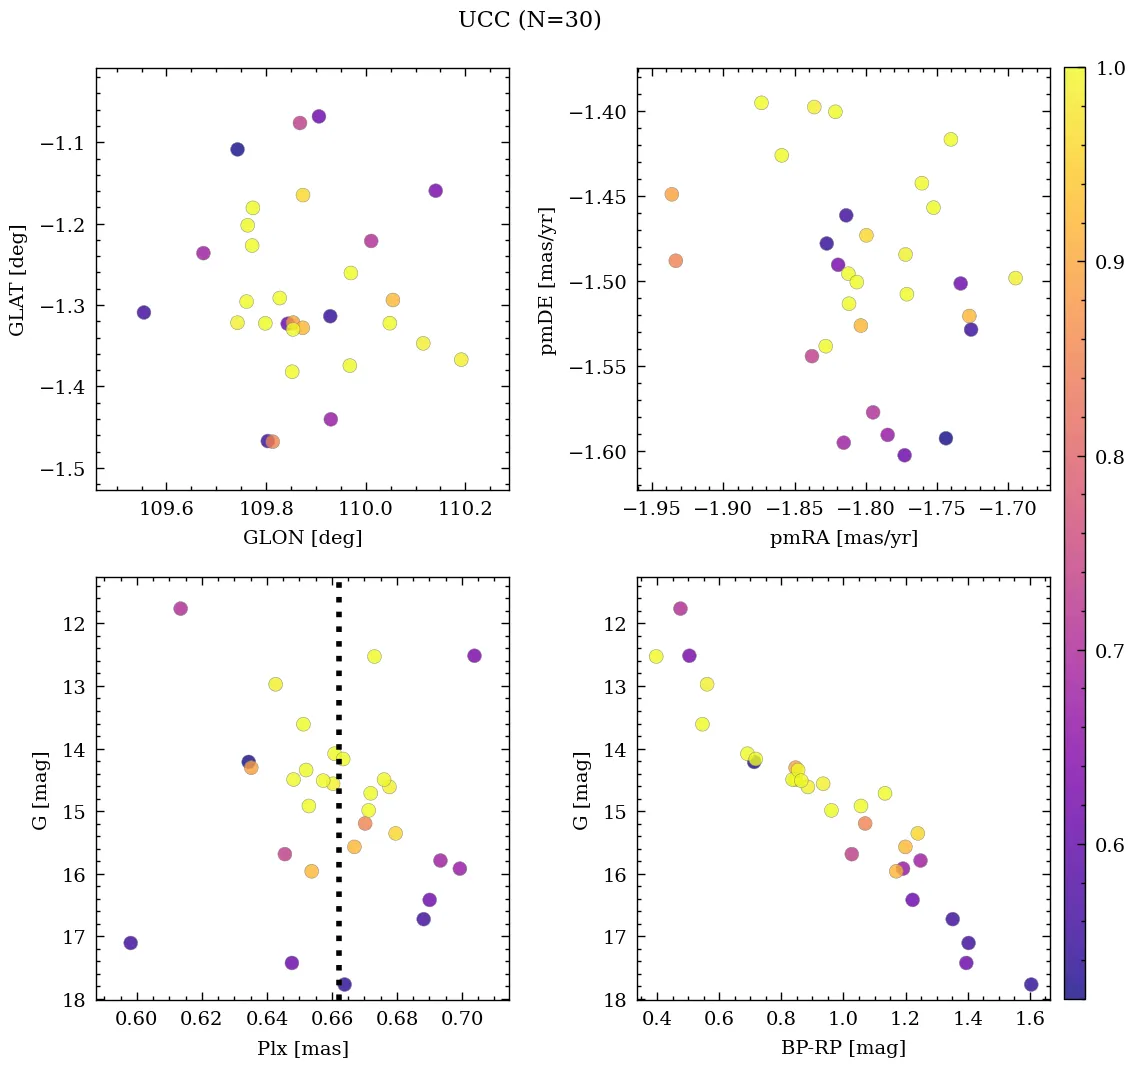 UCC (N=30)
−1.1
−1.2
−1.3
−1.4
−1.5
GLAT [deg]
109.6 109.8 110.0 110.2
GLON [deg]
−1.40
−1.45
−1.50
−1.55
−1.60
pmDE [mas/yr]
−1.95 −1.90 −1.85 −1.80 −1.75 −1.70
pmRA [mas/yr]
12
13
14
15
16
17
18
G [mag]
0.60 0.62 0.64 0.66 0.68 0.70
Plx [mas]
12
13
14
15
16
17
18
G [mag]
0.4 0.6 0.8 1.0 1.2 1.4 1.6
BP-RP [mag]
1.0
0.9
0.8
0.7
0.6